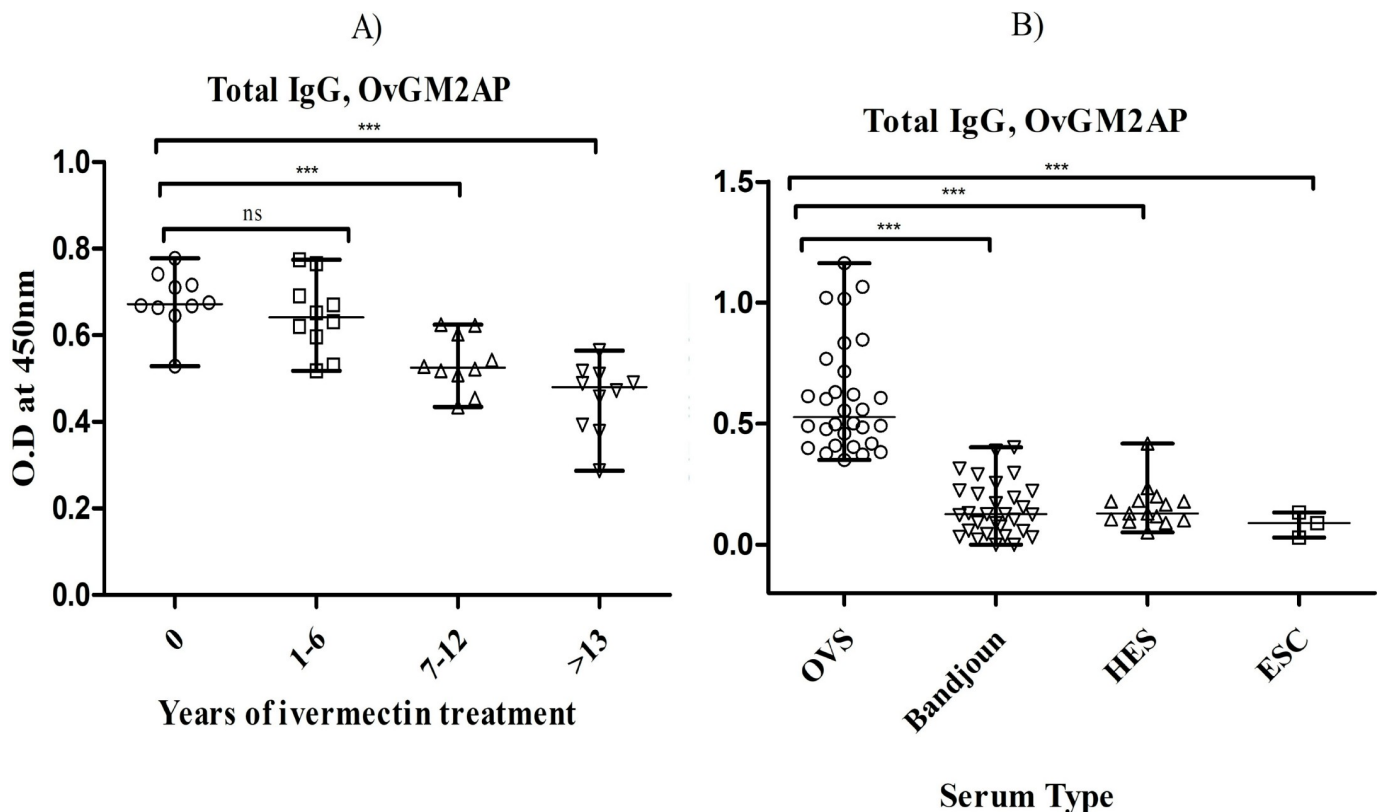 A)
Total IgG, OvGM2AP
***
***
ns
1.0
0.8
0.6
0.4
0.2
0.0
O.D at 450nm
0
1-6
7-12
>13
Years of ivermectin treatment
B)
Total IgG, OvGM2AP
***
***
***
1.5
1.0
0.5
0.0
OVS
Bandjoun
HES
ESC
Serum Type